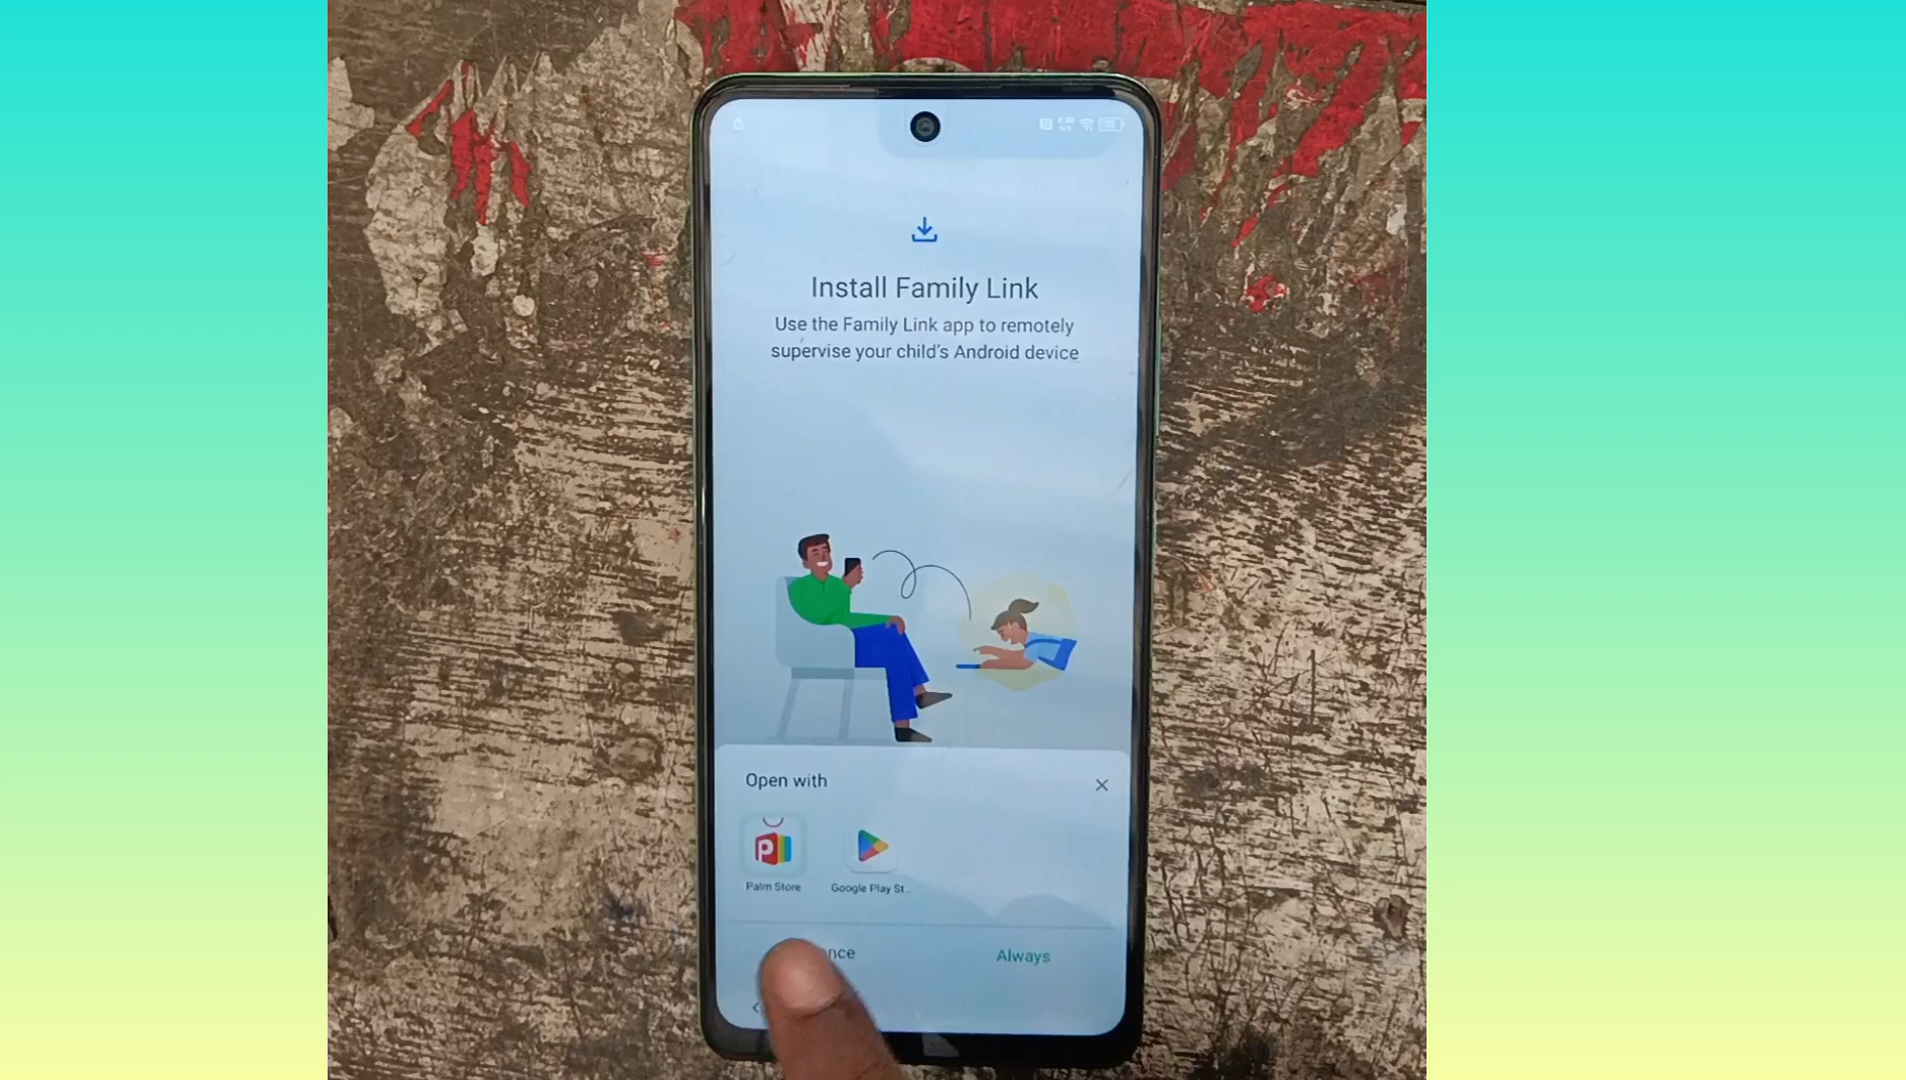 Install Family Link
Use the Family Link app to remotely
supervise your child's Android device
Open with
P
Palm Store
Google Play St...
nce
Always